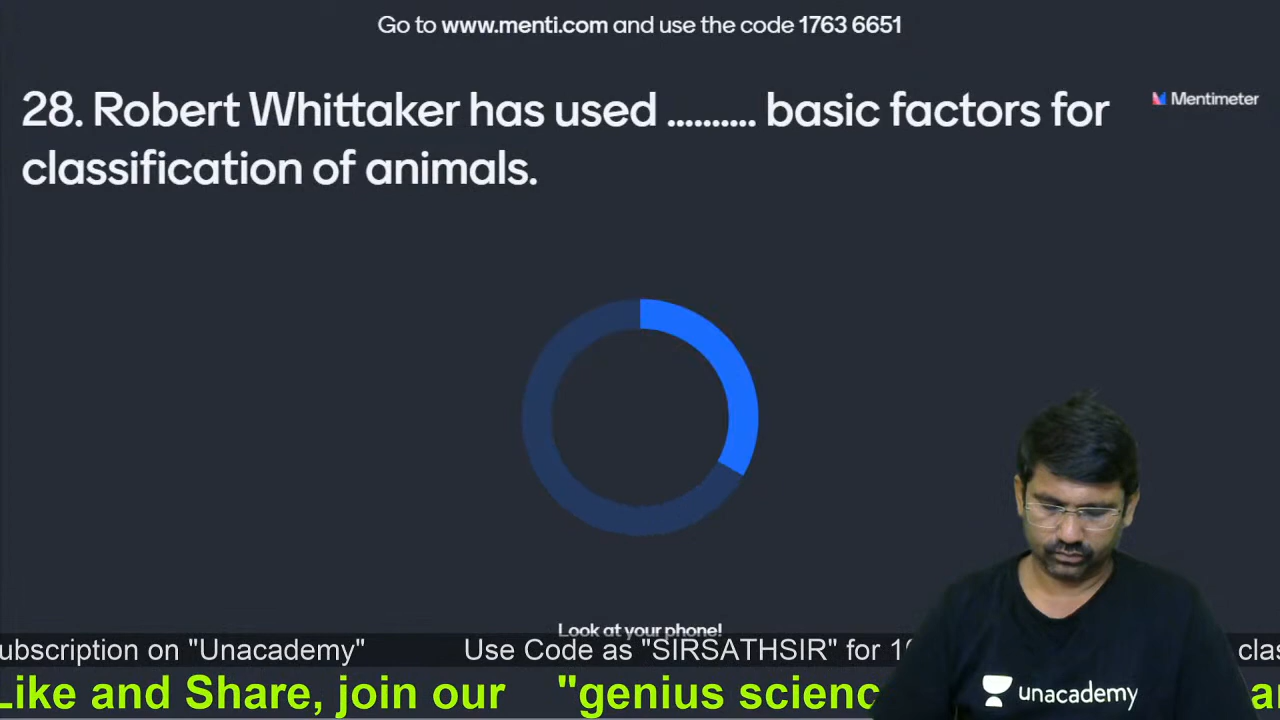 Go to www.menti.com and use the code 1763 6651
28. Robert Whittaker has used .......... basic factors for
Mentimeter
classification of animals.
Look at your phone!
ubscription on "Unacademy" Use Code as "SIRSATHSIR" for 10 clas
Like and Share, join our "genius scienc a
unacademy